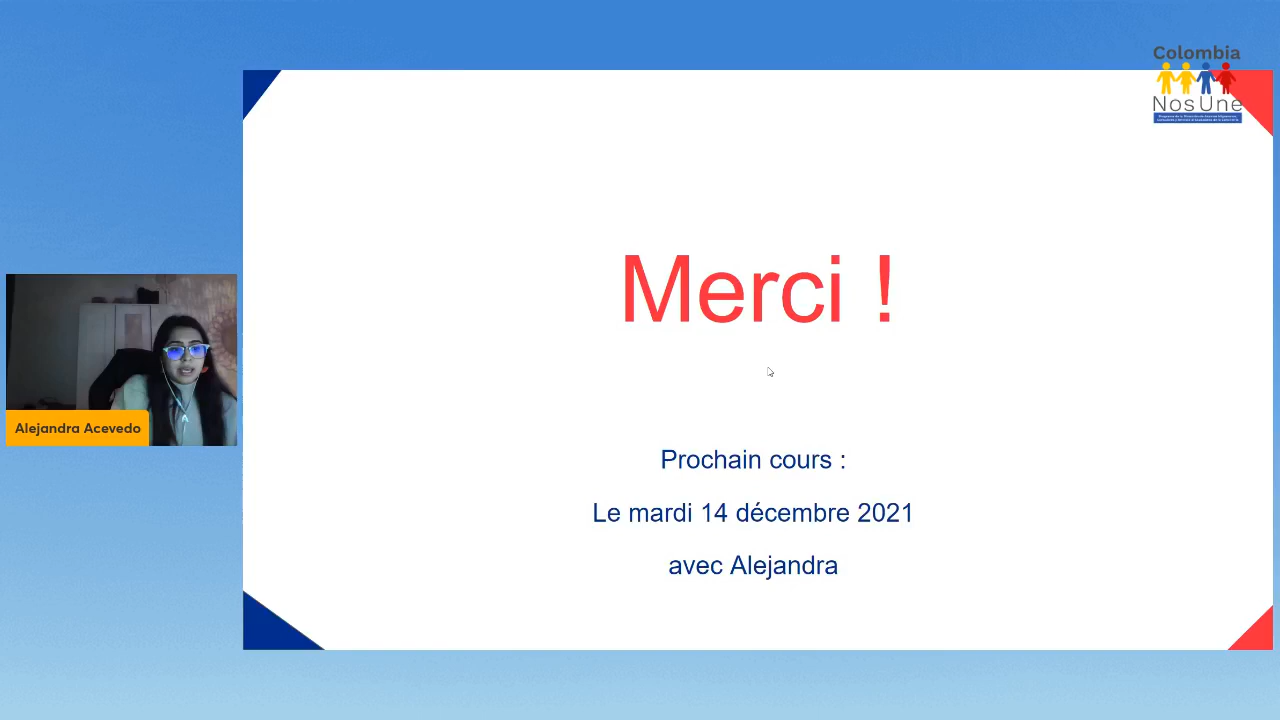 Colombia
NosUne
Merci !
Alejandra Acevedo
Prochain cours :
Le mardi 14 décembre 2021
avec Alejandra